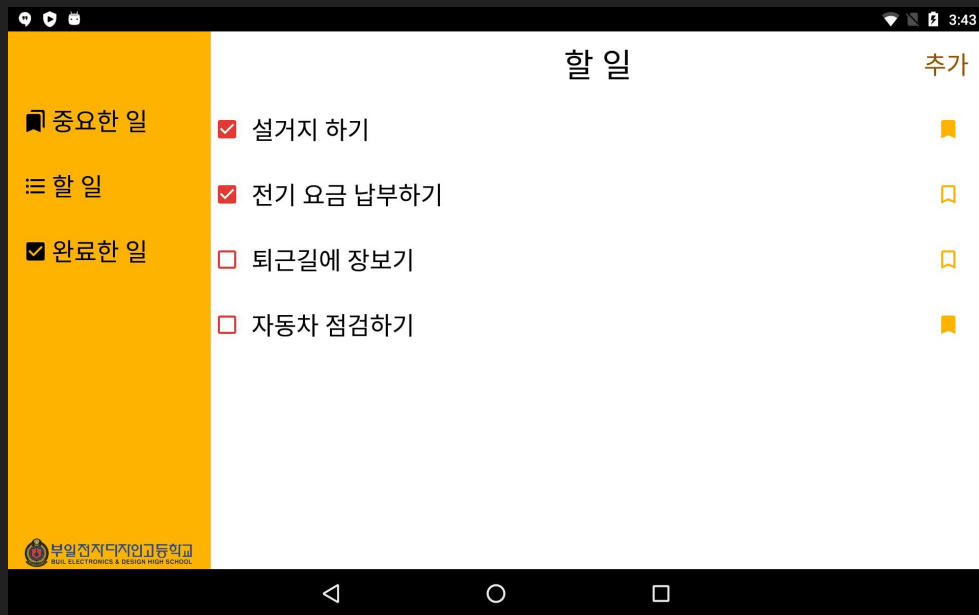 3:43
할 일
추가
중요한 일
할 일
완료한 일
설거지 하기
전기 요금 납부하기
퇴근길에 장보기
자동차 점검하기
부일전자디자인고등학교
BUIL ELECTRONICS & DESIGN HIGH SCHOOL